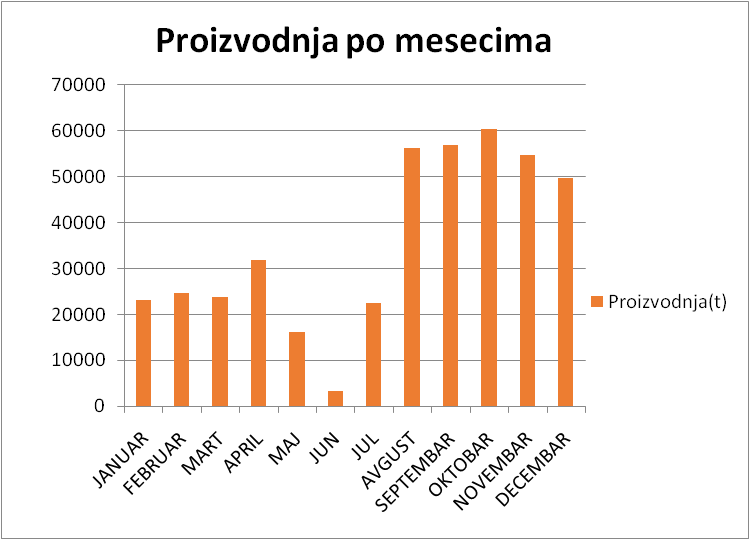 Proizvodnja po mesecima
70000
60000
50000
40000
30000
20000
10000
0
JANUAR
FEBRUAR
MART
APRIL
MAJ
JUN
JUL
AVGUST
SEPTEMBAR
OKTOBAR
NOVEMBAR
DECEMBAR
Proizvodnja(t)